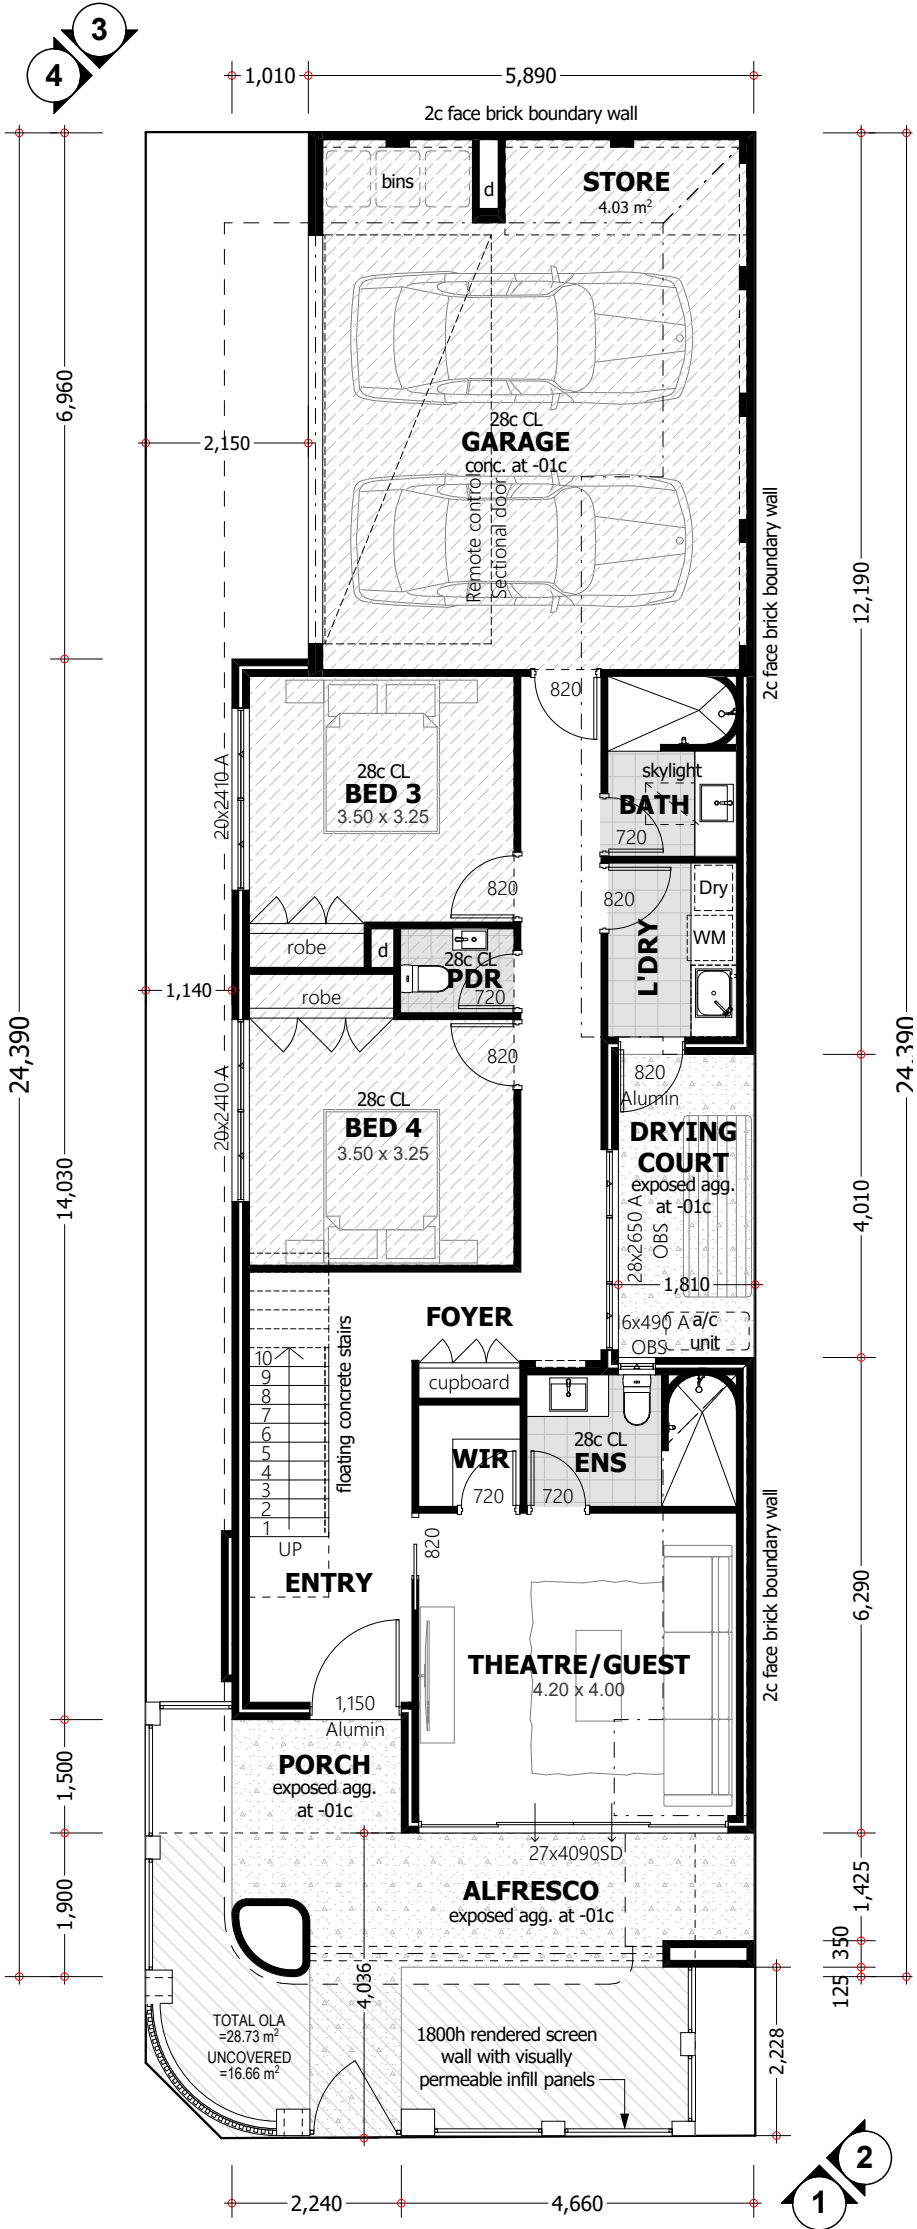 3
4
1,010
5,890
2c face brick boundary wall
bins
d
STORE
4.03 m²
6,960
2,150
28c CL
GARAGE
conc. at -01c
Remote control
Sectional door
2c face brick boundary wall
12,190
820
20x2410 A
28c CL
BED 3
3.50 x 3.25
skylight
BATH
720
820
820
Dry
WM
L'DRY
robe
d
28c CL
PDR
720
1,140
robe
24,390
24,390
820
820
Alumin
20x2410 A
28c CL
BED 4
3.50 x 3.25
DRYING
COURT
exposed agg.
at -01c
14,030
4,010
28x2650 A
OBS
1,810
FOYER
6x490 A
OBS
a/c
unit
cupboard
floating concrete stairs
10
9
8
7
6
5
4
3
2
1
UP
28c CL
ENS
WIR
720
720
820
ENTRY
2c face brick boundary wall
6,290
THEATRE/GUEST
4.20 x 4.00
1,150
Alumin
PORCH
exposed agg.
at -01c
1,500
27x4090SD
ALFRESCO
exposed agg. at -01c
1,900
1,425
350
125
4,036
TOTAL OLA
=28.73 m²
UNCOVERED
=16.66 m²
1800h rendered screen
wall with visually
permeable infill panels
2,228
2
1
2,240
4,660